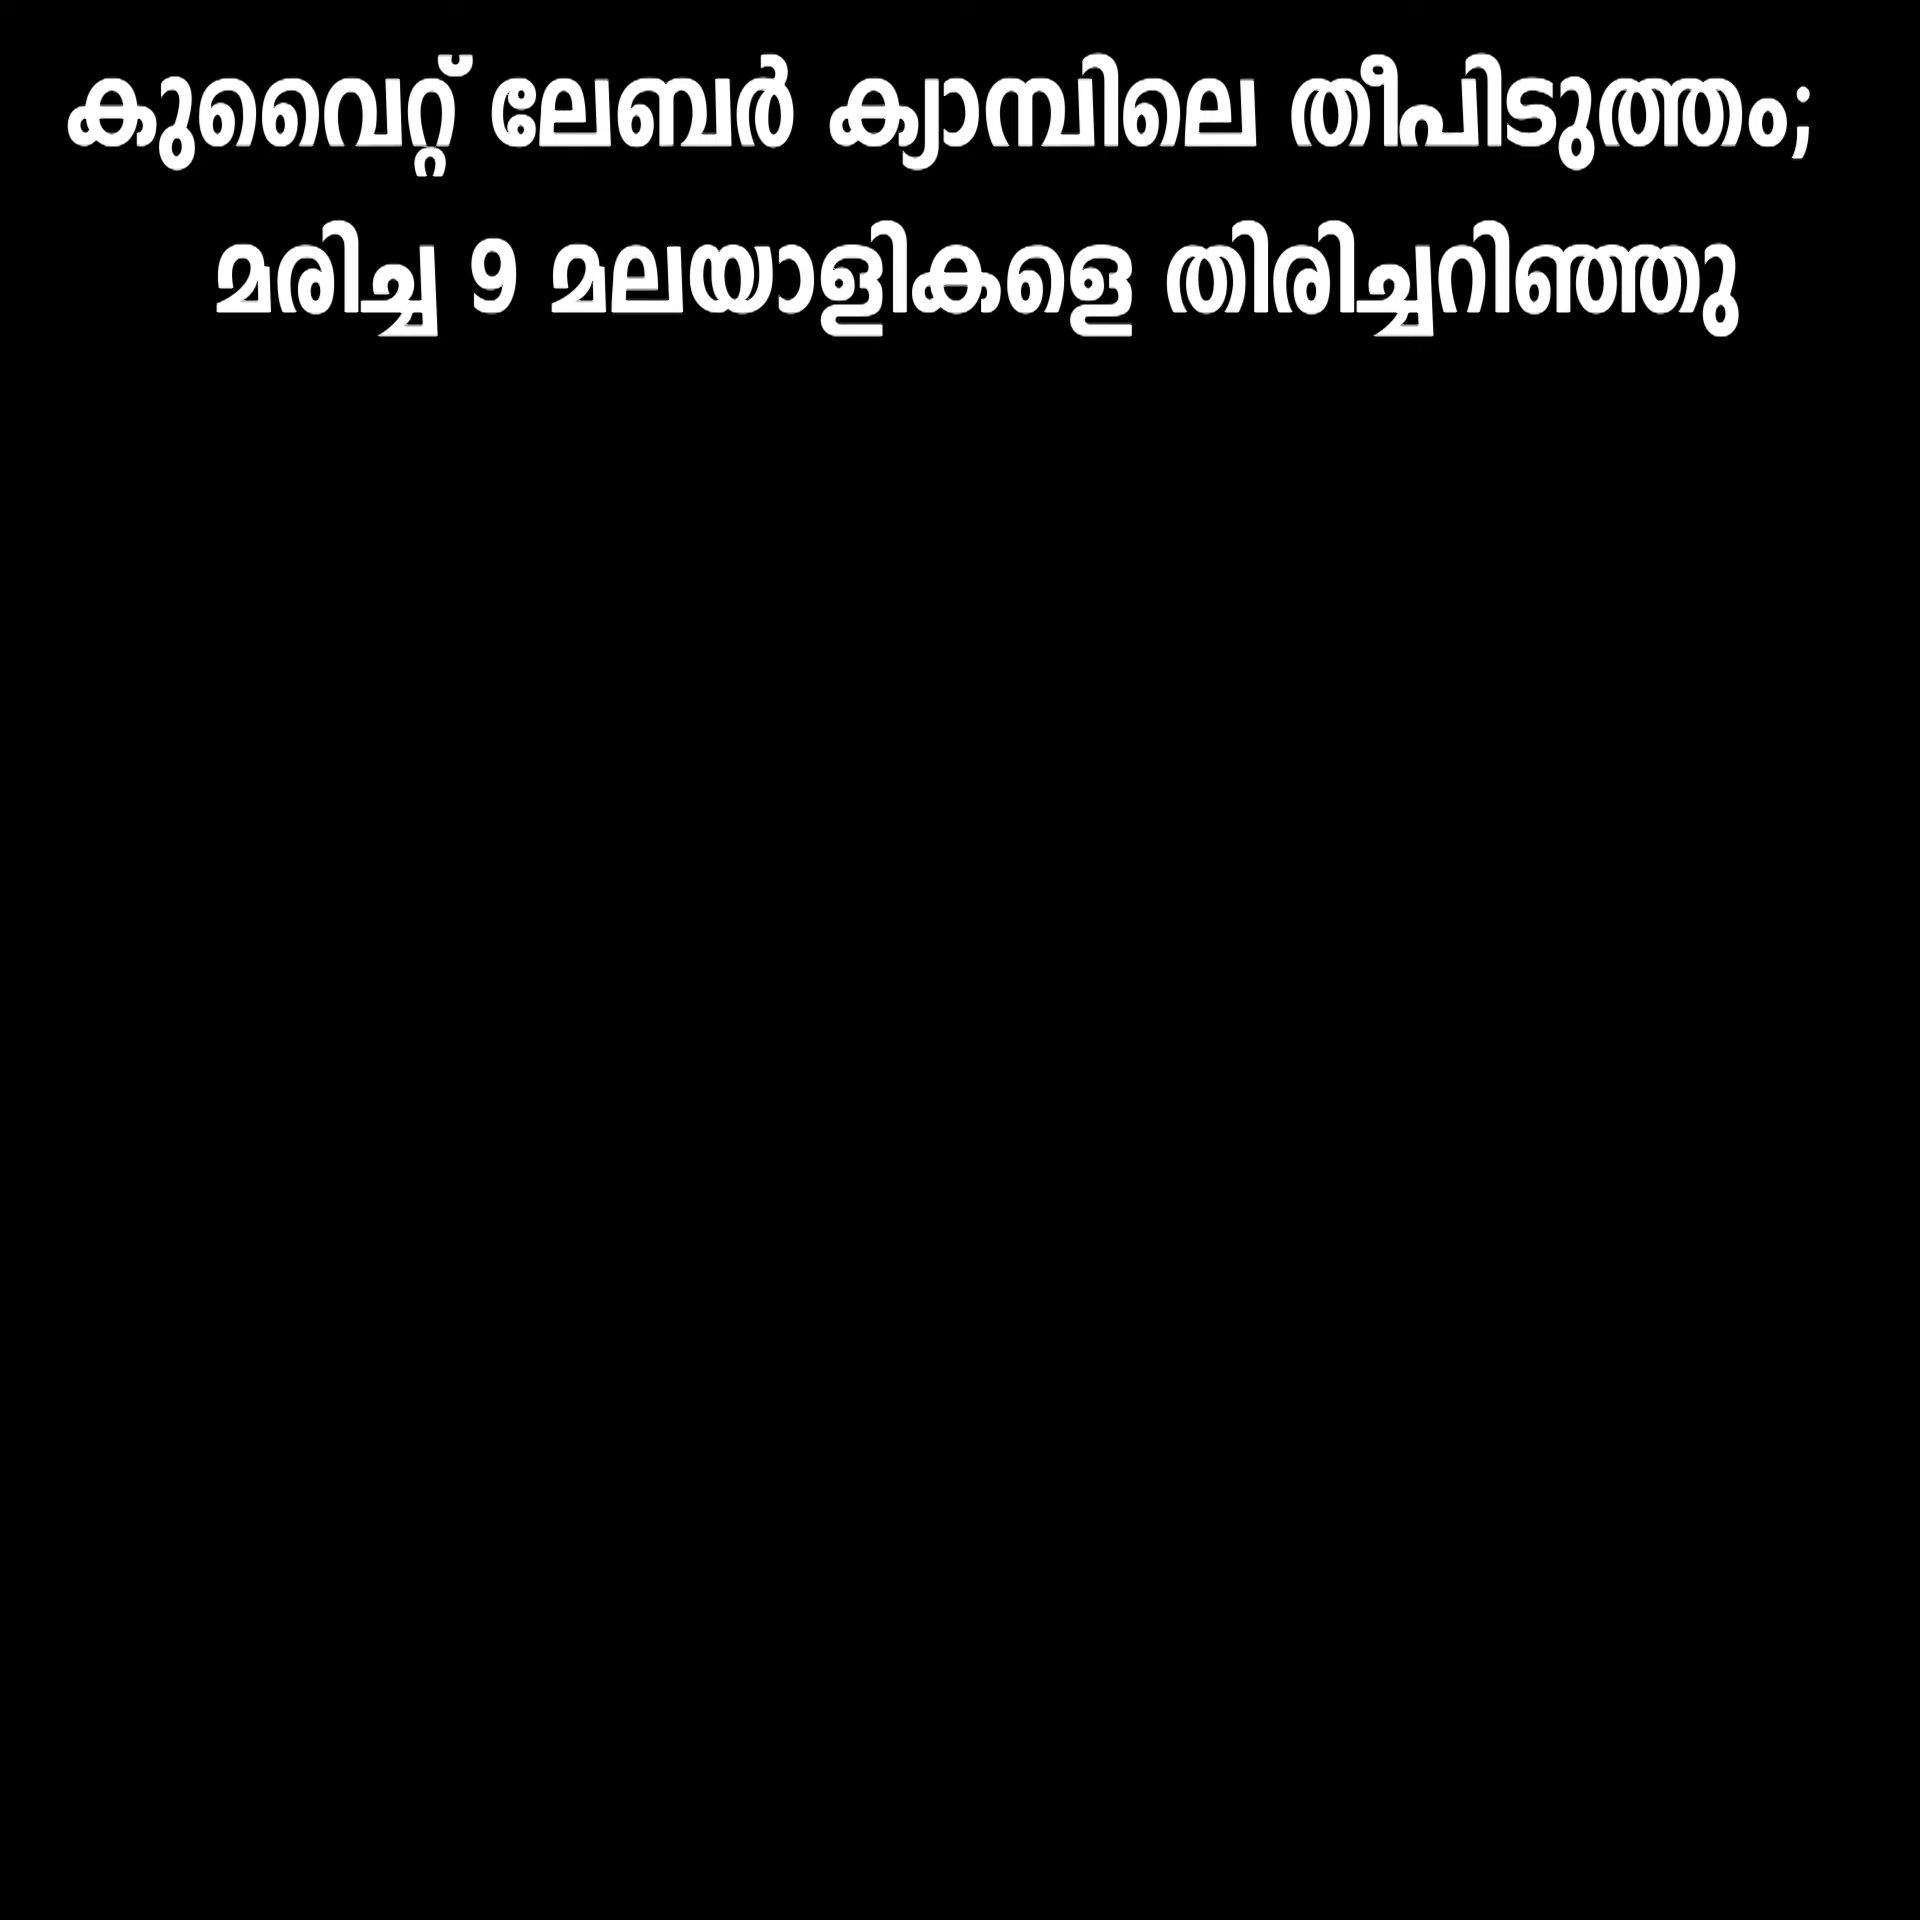 കുവൈറ്റ് ലേബർ ക്യാമ്പിലെ തീപിടുത്തം;
മരിച്ച 9 മലയാളികളെ തിരിച്ചറിഞ്ഞു